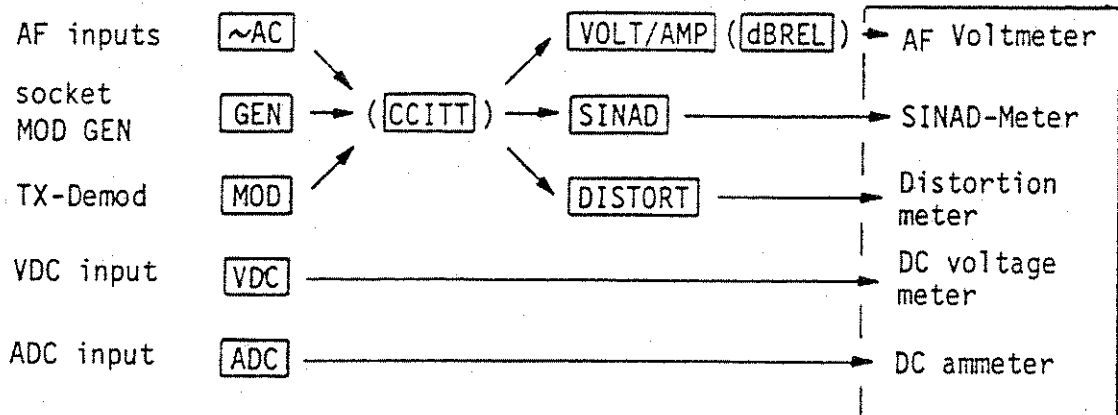 AF inputs ~AC VOLT/AMP (dBREL) AF Voltmeter
socket
MOD GEN GEN (CCITT) SINAD SINAD-Meter
TX-Demod MOD DISTORT Distortion
meter
VDC input VDC DC voltage
meter
ADC input ADC DC ammeter